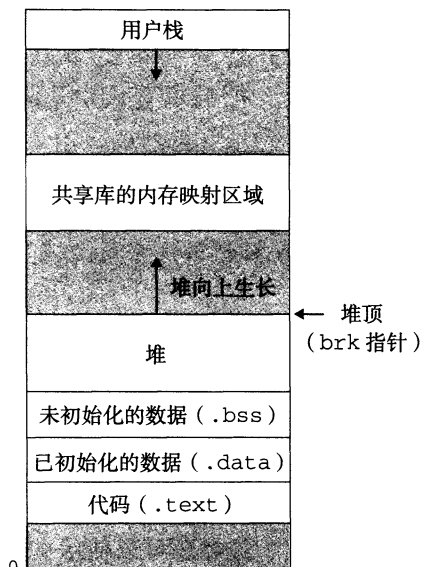 用户栈
共享库的内存映射区域
堆向上生长
堆顶
(brk 指针)
堆
未初始化的数据(.bss)
已初始化的数据(.data)
代码(.text)
0